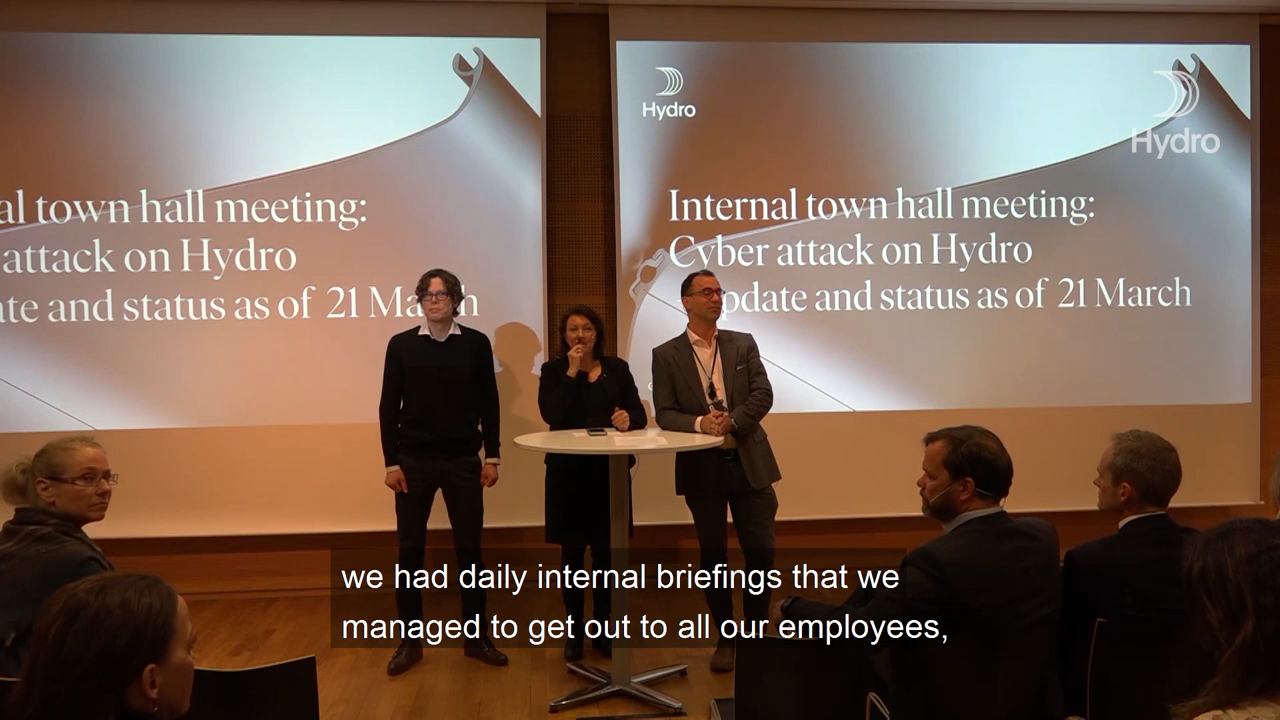 al town hall meeting:
attack on Hydro
ate and status as of 21 March
Hydro
Internal town hall meeting:
Cyber attack on Hydro
Update and status as of 21 March
Hydro
we had daily internal briefings that we
managed to get out to all our employees,